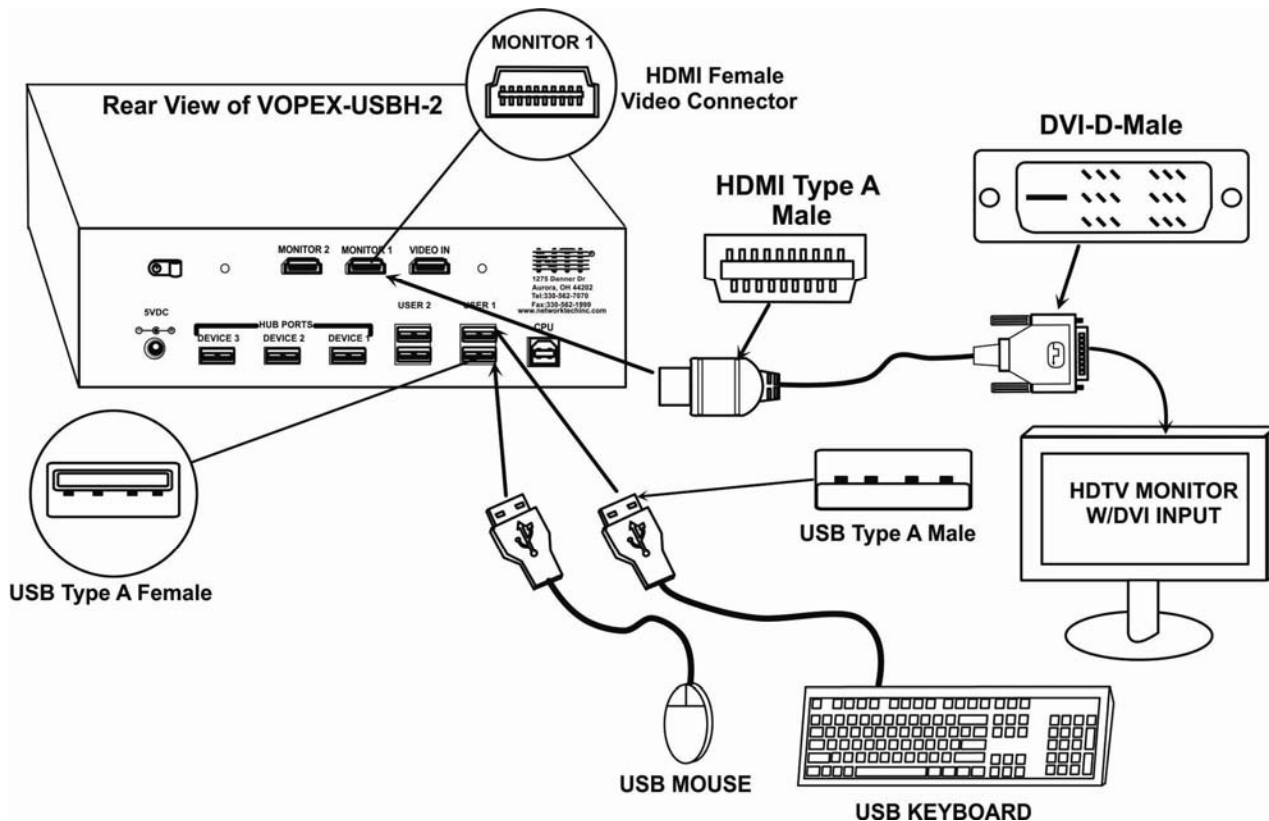 MONITOR 1
HDMI Female
Video Connector
Rear View of VOPEX-USBH-2
DVI-D-Male
HDMI Type A
Male
MONITOR 2
MONITOR 1
VIDEO IN
1275 Danner Dr
Aurora, OH 44202
Tel:330-562-7070
Fax:330-562-1999
www.networktechinc.com
5VDC
HUB PORTS
USER 2
USER 1
CPU
DEVICE 3
DEVICE 2
DEVICE 1
HDTV MONITOR
W/DVI INPUT
USB Type A Male
USB Type A Female
USB MOUSE
USB KEYBOARD